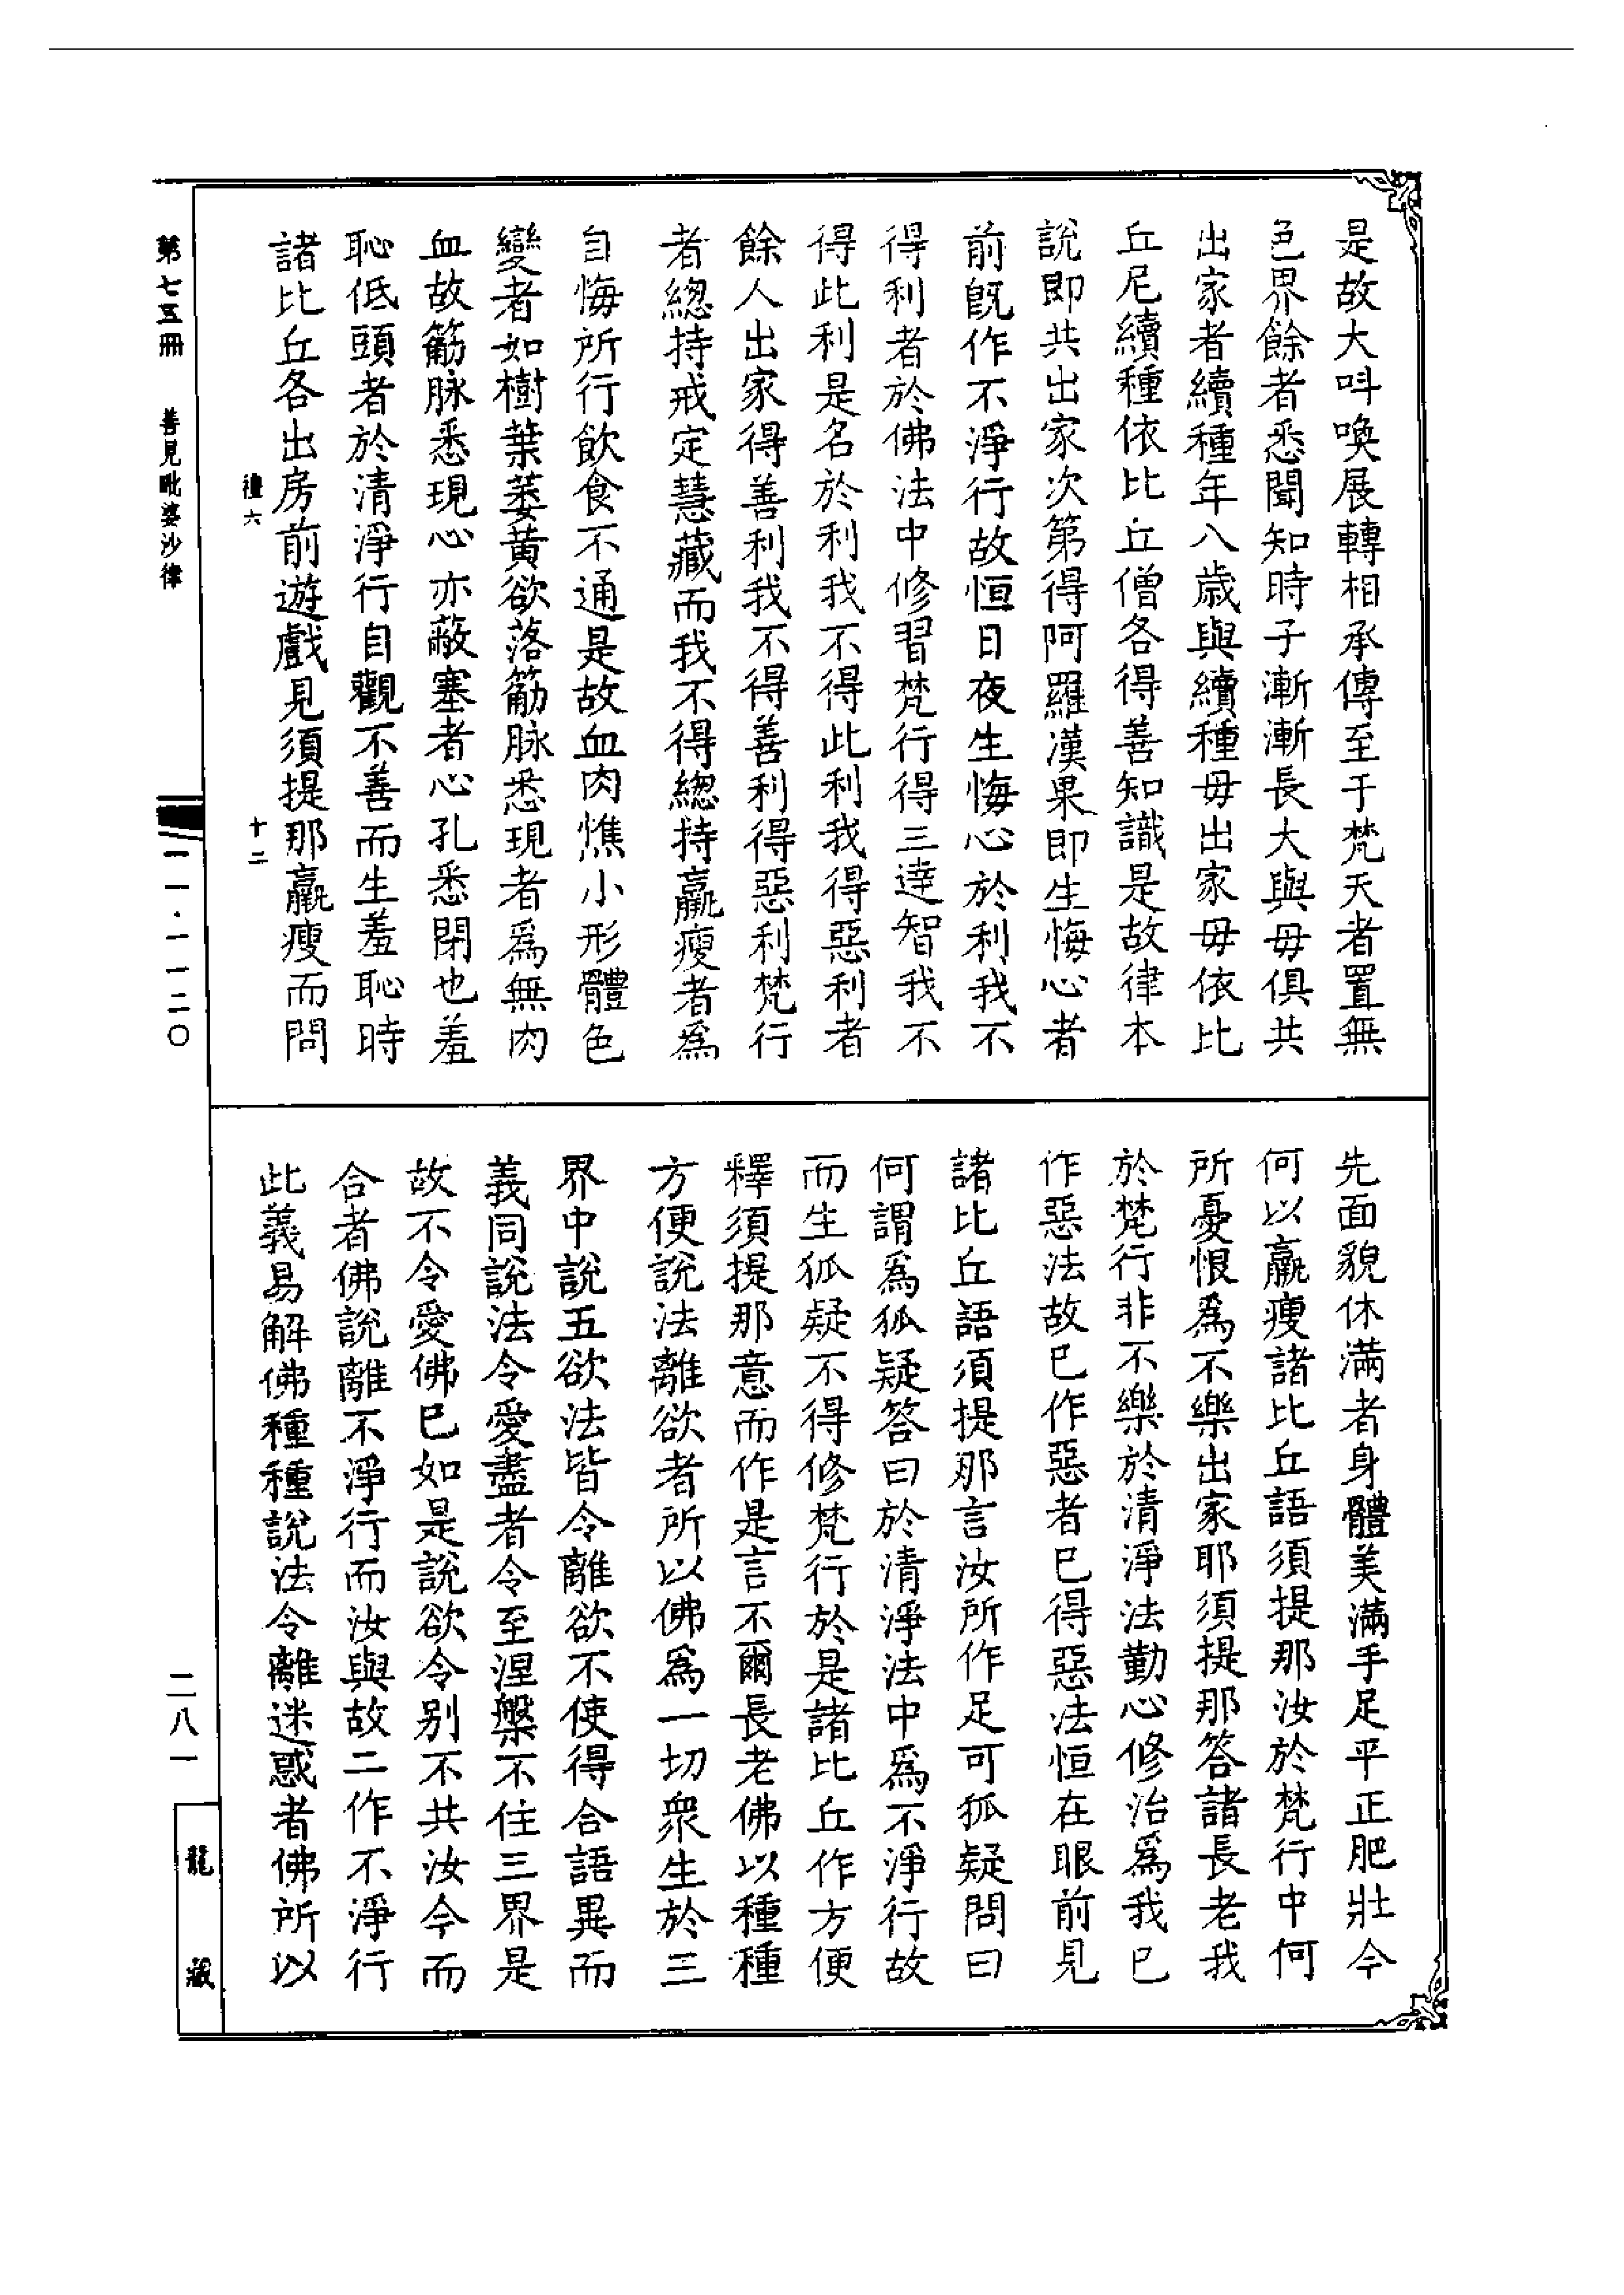 是故大呌喚展轉相承傳至于梵天者置無
色界餘者悉聞知時子漸漸長大與毋俱共
出家者續種年八歲與續種毋出家毋依比
丘尼續種依比丘僧各得善知識是故律本
說即共出家次第得阿羅漢果即生悔心者
前旣作不淨行故恒日夜生悔心於利我不
得利者於佛法中修習梵行得三達智我不
得此利是名於利我不得此利我得惡利者
餘人出家得善利我不得善利得惡利梵行
者緫持戒定慧藏而我不得緫持羸瘦者爲
自悔所行飲食不通是故血肉燋小形體色
變者如樹葉萎黃欲落筋脉悉現者爲無肉
血故筋脉悉現心亦蔽塞者心孔悉閉也羞
恥低頭者於清淨行自觀不善而生羞恥時
諸比丘各出房前遊戲見須提那羸瘦而問
禮六 十二
先面貌休滿者身體美滿手足平正肥壯今
何以羸瘦諸比丘語須提那汝於梵行中何
所憂恨爲不樂出家耶須提那答諸長老我
於梵行非不樂於清淨法勤心修治爲我已
作惡法故已作惡者已得惡法恒在眼前見
諸比丘語須提那言汝所作足可狐疑問曰
何謂爲狐疑答曰於清淨法中爲不淨行故
而生狐疑不得修梵行於是諸比丘作方便
釋須提那意而作是言不爾長老佛以種種
方便說法離欲者所以佛爲一切衆生於三
界中說五欲法皆令離欲不使得合語異而
義同說法令愛盡者令至涅槃不住三界是
故不令愛佛已如是說欲令别不共汝今而
合者佛說離不淨行而汝與故二作不淨行
此義易解佛種種說法令離迷惑者佛所以
第七五冊 善見毗婆沙律
一一·一一二〇
二八一
龍藏